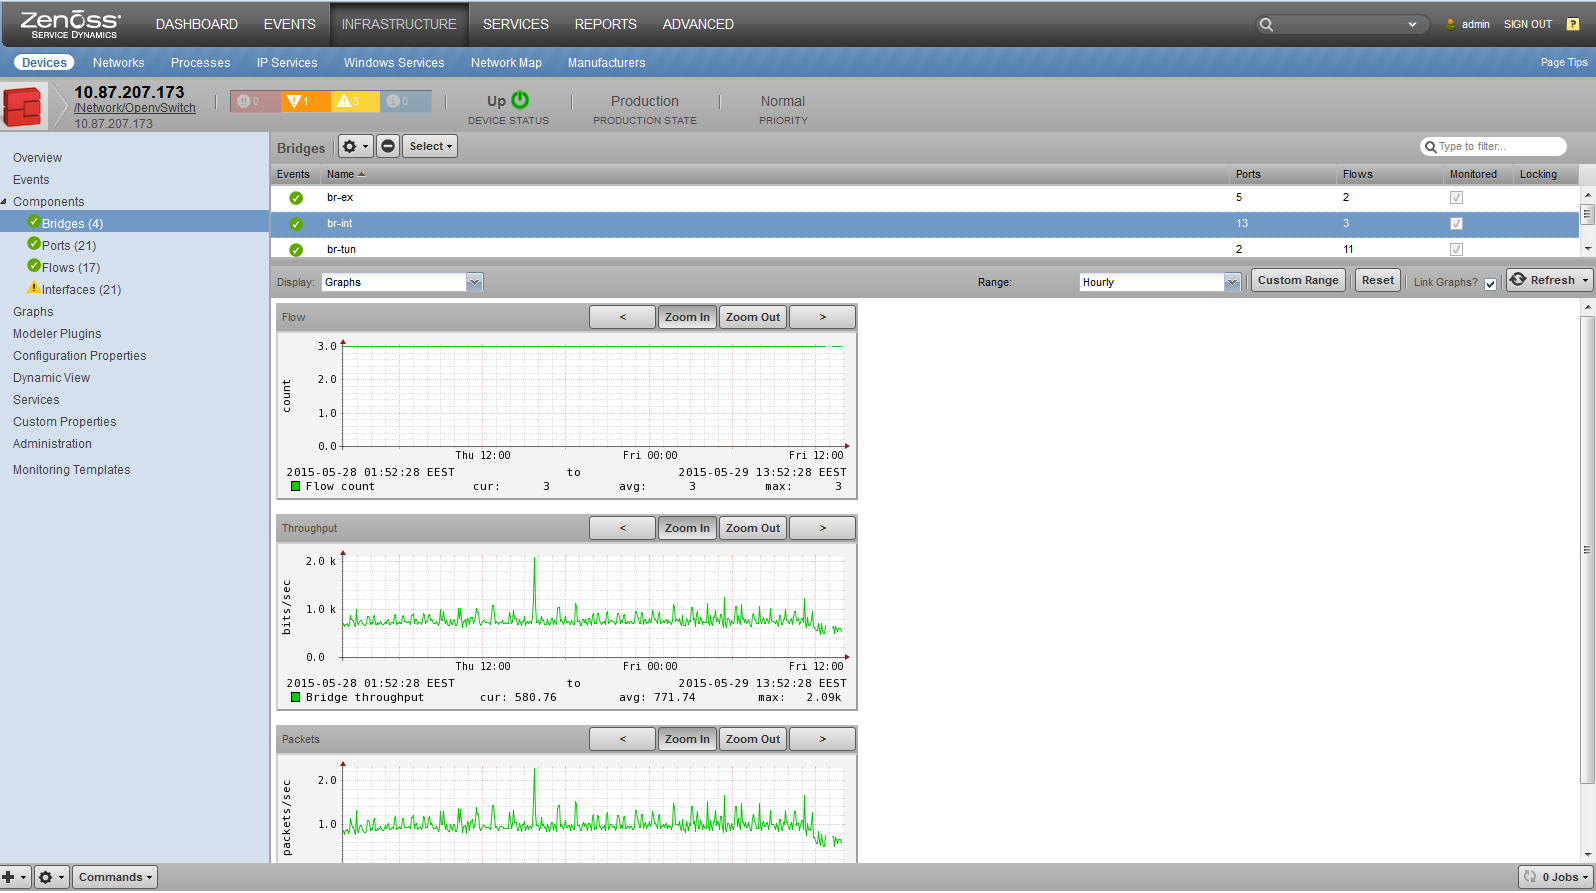 Zenoss DASHBOARD EVENTS INFRASTRUCTURE SERVICES REPORTS ADVANCED admin SIGN OUT ?
SERVICE DYNAMICS
Devices Networks Processes IP Services Windows Services Network Map Manufacturers Page Tips
10.87.207.173
/Network/OpenvSwitch
10.87.207.173
0 1 3 0
Up
DEVICE STATUS
Production
PRODUCTION STATE
Normal
PRIORITY
Overview
Events
Components
Bridges (4)
Ports (21)
Flows (17)
Interfaces (21)
Graphs
Modeler Plugins
Configuration Properties
Dynamic View
Services
Custom Properties
Administration
Monitoring Templates
Bridges Select Type to filter...
Events Name Ports Flows Monitored Locking
br-ex 5 2
br-int 13 3
br-tun 2 11
Display: Graphs Range: Hourly Custom Range Reset Link Graphs? Refresh
Flow < Zoom In Zoom Out >
3.0
2.0
1.0
0.0
count
Thu 12:00 Fri 00:00 Fri 12:00
2015-05-28 01:52:28 EEST to 2015-05-29 13:52:28 EEST
Flow count cur: 3 avg: 3 max: 3
Throughput < Zoom In Zoom Out >
2.0 k
1.0 k
0.0
bits/sec
Thu 12:00 Fri 00:00 Fri 12:00
2015-05-28 01:52:28 EEST to 2015-05-29 13:52:28 EEST
Bridge throughput cur: 580.76 avg: 771.74 max: 2.09k
Packets < Zoom In Zoom Out >
2.0
1.0
packets/sec
Commands 0 Jobs